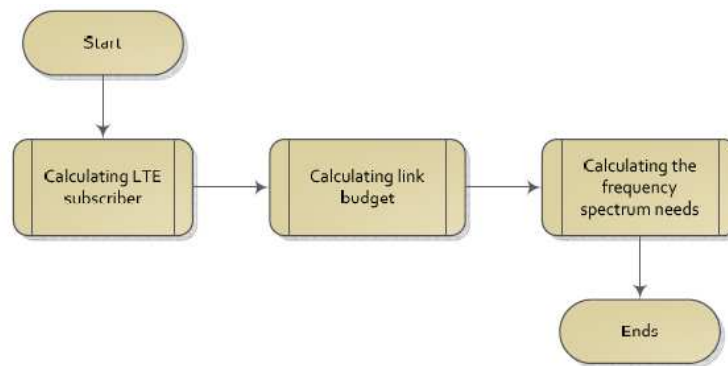 Start
Calculating LTE
subscriber
Calculating link
budget
Calculating the
frequency
spectrum needs
Ends